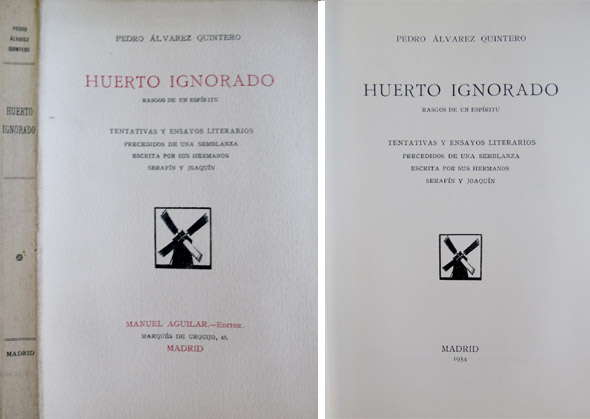 PEDRO
ÁLVAREZ
QUINTERO
HUERTO
IGNORADO
MADRID
PEDRO ÁLVAREZ QUINTERO
HUERTO IGNORADO
RASGOS DE UN ESPÍRITU
TENTATIVAS Y ENSAYOS LITERARIOS
PRECEDIDOS DE UNA SEMBLANZA
ESCRITA POR SUS HERMANOS
SERAFÍN Y JOAQUÍN
MANUEL AGUILAR.—EDITOR.
MARQUÉS DE URQUIJO, 43.
MADRID
PEDRO ÁLVAREZ QUINTERO
HUERTO IGNORADO
RASGOS DE UN ESPÍRITU
TENTATIVAS Y ENSAYOS LITERARIOS
PRECEDIDOS DE UNA SEMBLANZA
ESCRITA POR SUS HERMANOS
SERAFÍN Y JOAQUÍN
MADRID
1934